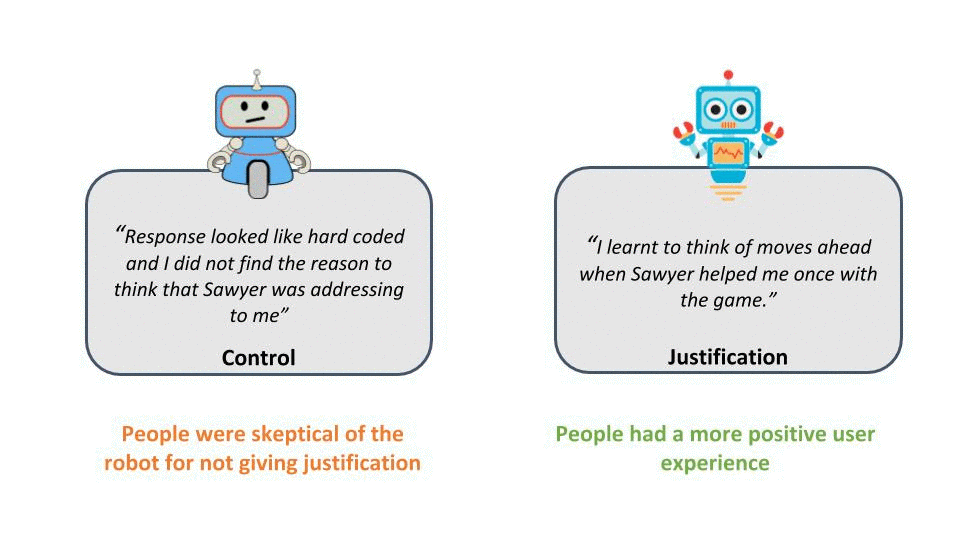 “Response looked like hard coded
and I did not find the reason to
think that Sawyer was addressing
to me”
Control
People were skeptical of the
robot for not giving justification
“I learnt to think of moves ahead
when Sawyer helped me once with
the game.”
Justification
People had a more positive user
experience